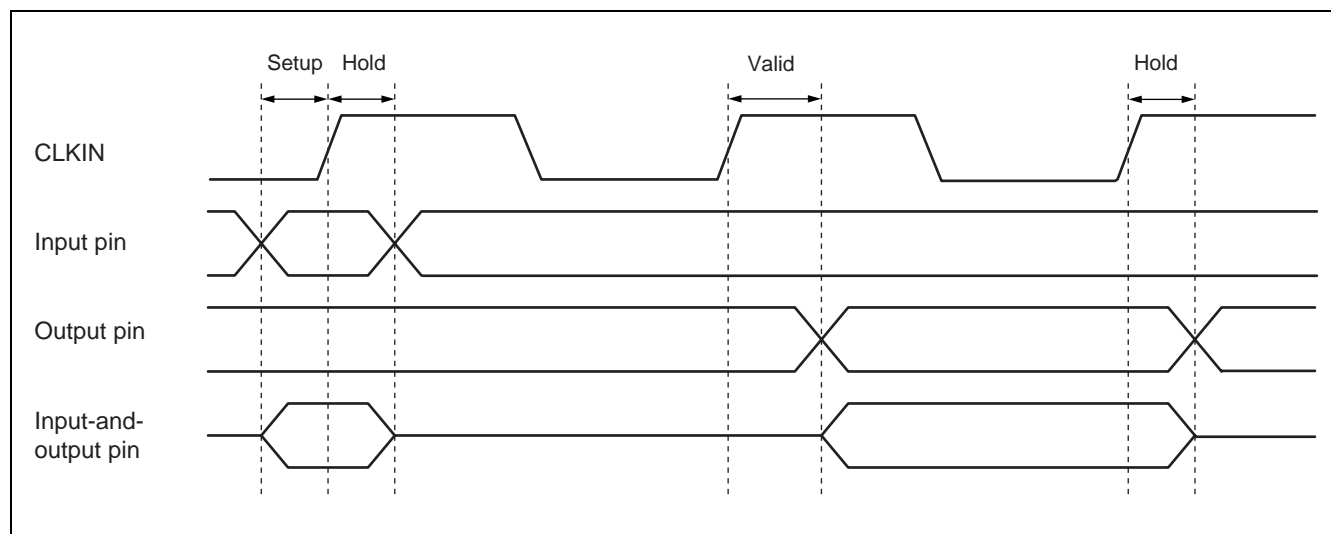 Setup Hold Valid Hold
CLKIN
Input pin
Output pin
Input-and-
output pin